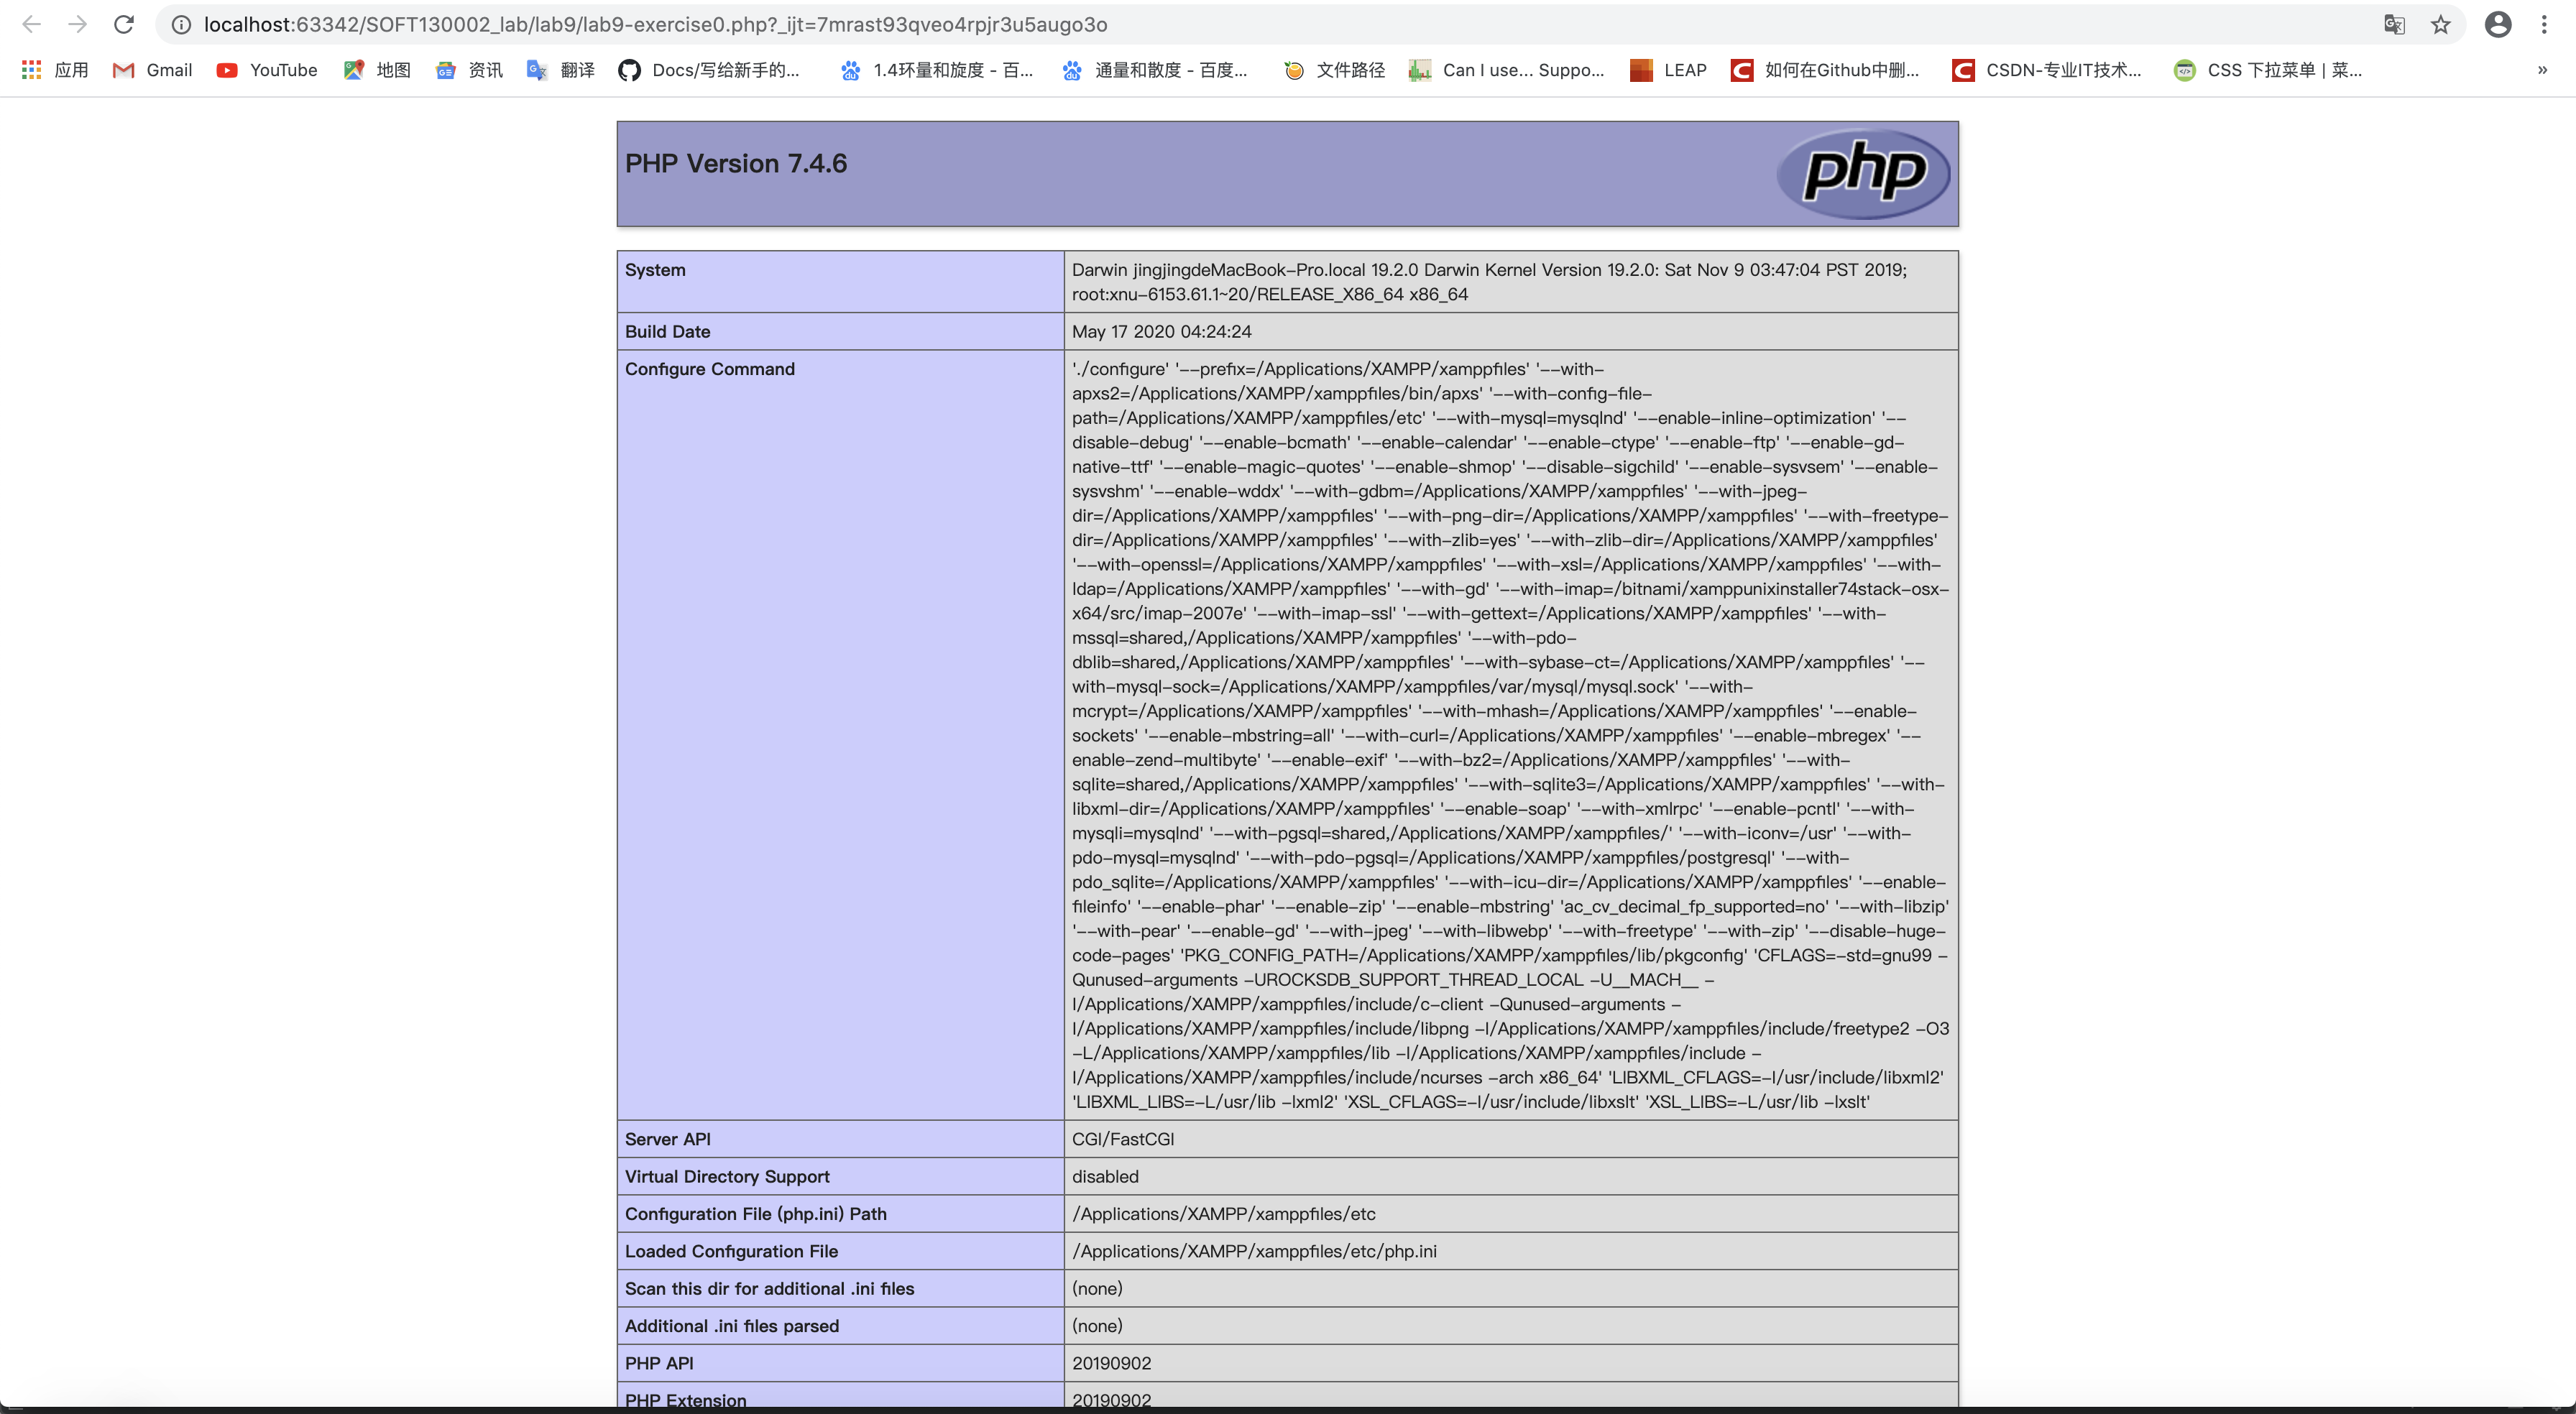 localhost:63342/SOFT130002_lab/lab9/lab9-exercise0.php?_ijt=7mrast93qveo4rpjr3u5augo3o
应用 Gmail YouTube 地图 资讯 翻译 Docs/写给新手的... 1.4环量和旋度 - 百... 通量和散度 - 百度... 文件路径 Can I use... Suppo... LEAP 如何在Github中删... CSDN-专业IT技术... CSS 下拉菜单 | 菜... »
PHP Version 7.4.6
php
System
Darwin jingjingdeMacBook-Pro.local 19.2.0 Darwin Kernel Version 19.2.0: Sat Nov 9 03:47:04 PST 2019;
root:xnu-6153.61.1~20/RELEASE_X86_64 x86_64
Build Date
May 17 2020 04:24:24
Configure Command
'./configure' '--prefix=/Applications/XAMPP/xamppfiles' '--with-
apxs2=/Applications/XAMPP/xamppfiles/bin/apxs' '--with-config-file-
path=/Applications/XAMPP/xamppfiles/etc' '--with-mysql=mysqlnd' '--enable-inline-optimization' '--
disable-debug' '--enable-bcmath' '--enable-calendar' '--enable-ctype' '--enable-ftp' '--enable-gd-
native-ttf' '--enable-magic-quotes' '--enable-shmop' '--disable-sigchild' '--enable-sysvsem' '--enable-
sysvshm' '--enable-wddx' '--with-gdbm=/Applications/XAMPP/xamppfiles' '--with-jpeg-
dir=/Applications/XAMPP/xamppfiles' '--with-png-dir=/Applications/XAMPP/xamppfiles' '--with-freetype-
dir=/Applications/XAMPP/xamppfiles' '--with-zlib=yes' '--with-zlib-dir=/Applications/XAMPP/xamppfiles'
'--with-openssl=/Applications/XAMPP/xamppfiles' '--with-xsl=/Applications/XAMPP/xamppfiles' '--with-
ldap=/Applications/XAMPP/xamppfiles' '--with-gd' '--with-imap=/bitnami/xamppunixinstaller74stack-osx-
x64/src/imap-2007e' '--with-imap-ssl' '--with-gettext=/Applications/XAMPP/xamppfiles' '--with-
mssql=shared,/Applications/XAMPP/xamppfiles' '--with-pdo-
dblib=shared,/Applications/XAMPP/xamppfiles' '--with-sybase-ct=/Applications/XAMPP/xamppfiles' '--
with-mysql-sock=/Applications/XAMPP/xamppfiles/var/mysql/mysql.sock' '--with-
mcrypt=/Applications/XAMPP/xamppfiles' '--with-mhash=/Applications/XAMPP/xamppfiles' '--enable-
sockets' '--enable-mbstring=all' '--with-curl=/Applications/XAMPP/xamppfiles' '--enable-mbregex' '--
enable-zend-multibyte' '--enable-exif' '--with-bz2=/Applications/XAMPP/xamppfiles' '--with-
sqlite=shared,/Applications/XAMPP/xamppfiles' '--with-sqlite3=/Applications/XAMPP/xamppfiles' '--with-
libxml-dir=/Applications/XAMPP/xamppfiles' '--enable-soap' '--with-xmlrpc' '--enable-pcntl' '--with-
mysqli=mysqlnd' '--with-pgsql=shared,/Applications/XAMPP/xamppfiles/' '--with-iconv=/usr' '--with-
pdo-mysql=mysqlnd' '--with-pdo-pgsql=/Applications/XAMPP/xamppfiles/postgresql' '--with-
pdo_sqlite=/Applications/XAMPP/xamppfiles' '--with-icu-dir=/Applications/XAMPP/xamppfiles' '--enable-
fileinfo' '--enable-phar' '--enable-zip' '--enable-mbstring' 'ac_cv_decimal_fp_supported=no' '--with-libzip'
'--with-pear' '--enable-gd' '--with-jpeg' '--with-libwebp' '--with-freetype' '--with-zip' '--disable-huge-
code-pages' 'PKG_CONFIG_PATH=/Applications/XAMPP/xamppfiles/lib/pkgconfig' 'CFLAGS=-std=gnu99 -
Qunused-arguments -UROCKSDB_SUPPORT_THREAD_LOCAL -U__MACH__ -
I/Applications/XAMPP/xamppfiles/include/c-client -Qunused-arguments -
I/Applications/XAMPP/xamppfiles/include/libpng -I/Applications/XAMPP/xamppfiles/include/freetype2 -O3
-L/Applications/XAMPP/xamppfiles/lib -I/Applications/XAMPP/xamppfiles/include -
I/Applications/XAMPP/xamppfiles/include/ncurses -arch x86_64' 'LIBXML_CFLAGS=-I/usr/include/libxml2'
'LIBXML_LIBS=-L/usr/lib -lxml2' 'XSL_CFLAGS=-I/usr/include/libxslt' 'XSL_LIBS=-L/usr/lib -lxslt'
Server API
CGI/FastCGI
Virtual Directory Support
disabled
Configuration File (php.ini) Path
/Applications/XAMPP/xamppfiles/etc
Loaded Configuration File
/Applications/XAMPP/xamppfiles/etc/php.ini
Scan this dir for additional .ini files
(none)
Additional .ini files parsed
(none)
PHP API
20190902
PHP Extension
20190902